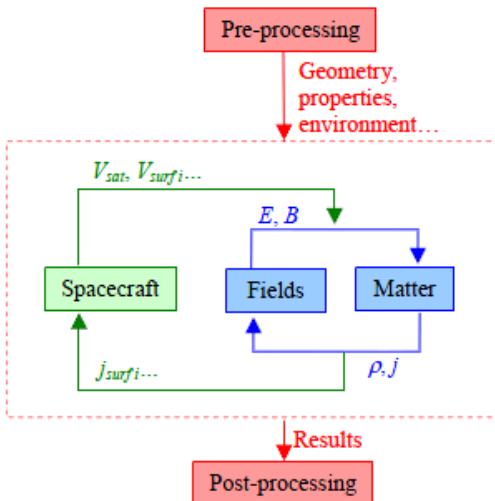 Pre-processing
Geometry,
properties,
environment…
V_sat, V_surf i…
E, B
Spacecraft
Fields
Matter
j_surf i…
ρ, j
Results
Post-processing